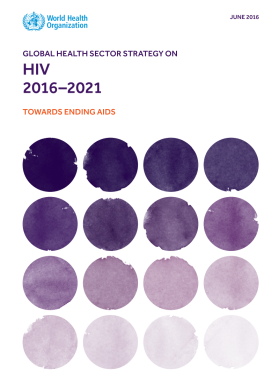 World Health
Organization
JUNE 2016
GLOBAL HEALTH SECTOR STRATEGY ON
HIV
2016–2021
TOWARDS ENDING AIDS